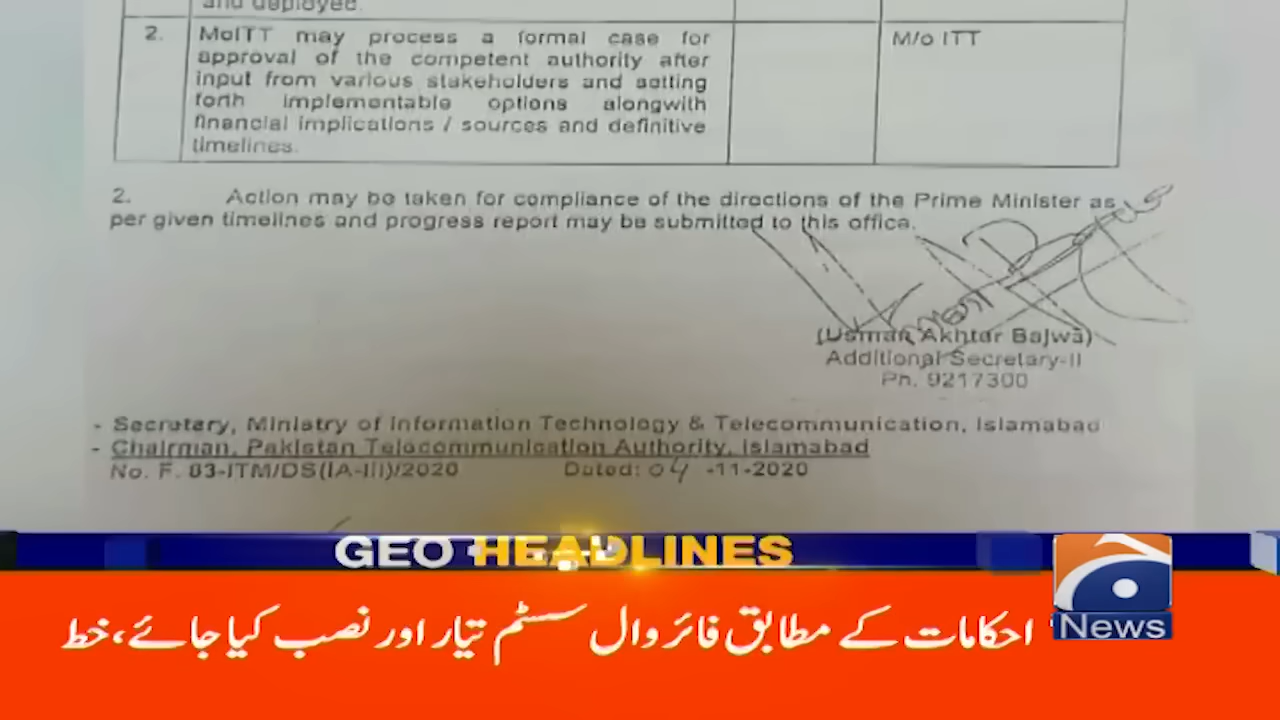 and deployed.
2. MoITT may process a formal case for M/o ITT
approval of the competent authority after
input from various stakeholders and setting
forth implementable options alongwith
financial implications / sources and definitive
timelines.
2. Action may be taken for compliance of the directions of the Prime Minister as
per given timelines and progress report may be submitted to this office.
(Usman Akhtar Bajwa)
Additional Secretary-II
Ph. 9217300
- Secretary, Ministry of Information Technology & Telecommunication, Islamabad
- Chairman, Pakistan Telecommunication Authority, Islamabad
No. F. 03-ITM/DS(IA-III)/2020 Dated: 04 -11-2020
GEO HEADLINES
احکامات کے مطابق فائر وال سسٹم تیار اور نصب کیا جائے، خط
News